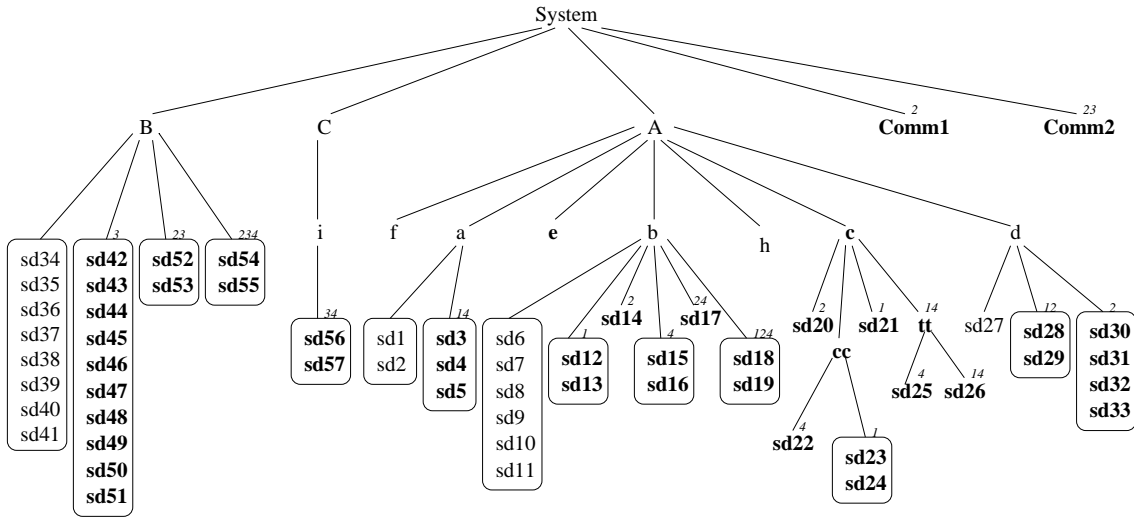 System
2
23
B
C
A
Comm1
Comm2
i
f
a
e
b
h
c
d
3
23
234
sd34
sd35
sd36
sd37
sd38
sd39
sd40
sd41
sd42
sd43
sd44
sd45
sd46
sd47
sd48
sd49
sd50
sd51
sd52
sd53
sd54
sd55
34
sd56
sd57
sd1
sd2
14
sd3
sd4
sd5
sd6
sd7
sd8
sd9
sd10
sd11
1
sd12
sd13
2
sd14
4
sd15
sd16
24
sd17
124
sd18
sd19
2
sd20
cc
1
sd21
14
tt
4
sd22
1
sd23
sd24
4
sd25
14
sd26
sd27
12
sd28
sd29
2
sd30
sd31
sd32
sd33